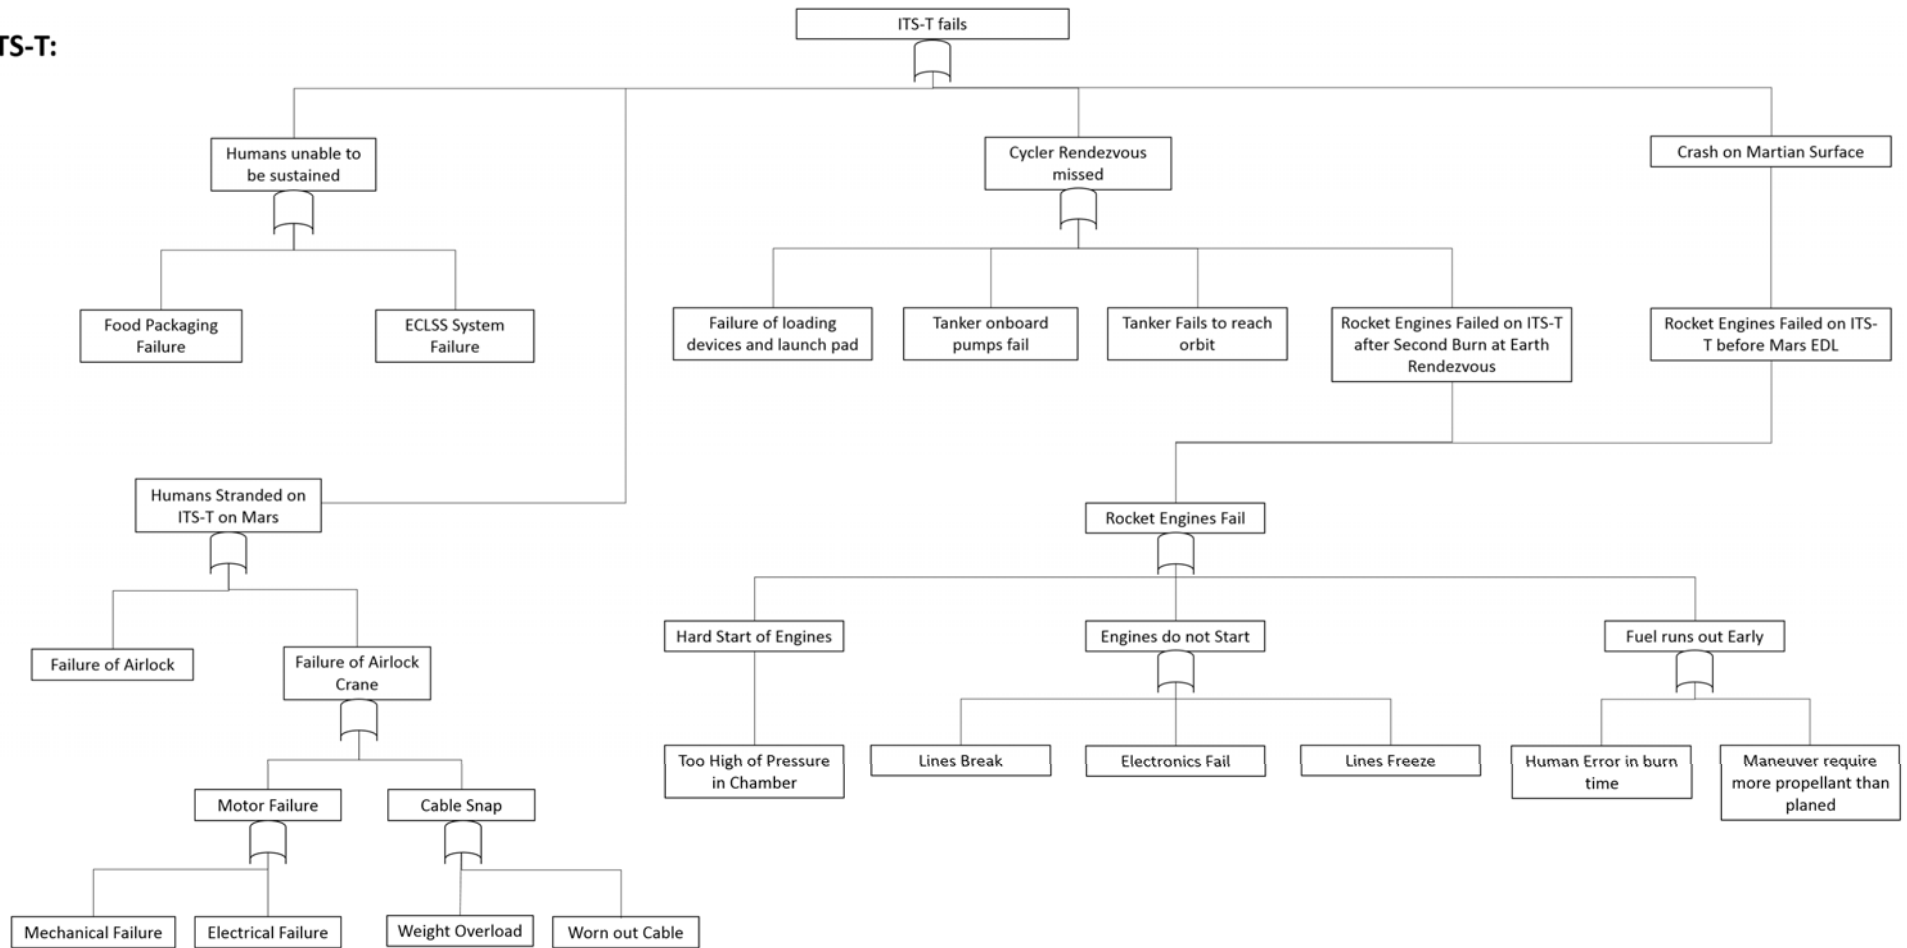 ITS-T fails
TS-T:
Humans unable to
be sustained
Cycler Rendezvous
missed
Crash on Martian Surface
Food Packaging
Failure
ECLSS System
Failure
Failure of loading
devices and launch pad
Tanker onboard
pumps fail
Tanker Fails to reach
orbit
Rocket Engines Failed on ITS-T
after Second Burn at Earth
Rendezvous
Rocket Engines Failed on ITS-
T before Mars EDL
Humans Stranded on
ITS-T on Mars
Rocket Engines Fail
Failure of Airlock
Failure of Airlock
Crane
Hard Start of Engines
Engines do not Start
Fuel runs out Early
Too High of Pressure
in Chamber
Lines Break
Electronics Fail
Lines Freeze
Human Error in burn
time
Maneuver require
more propellant than
planed
Motor Failure
Cable Snap
Mechanical Failure
Electrical Failure
Weight Overload
Worn out Cable